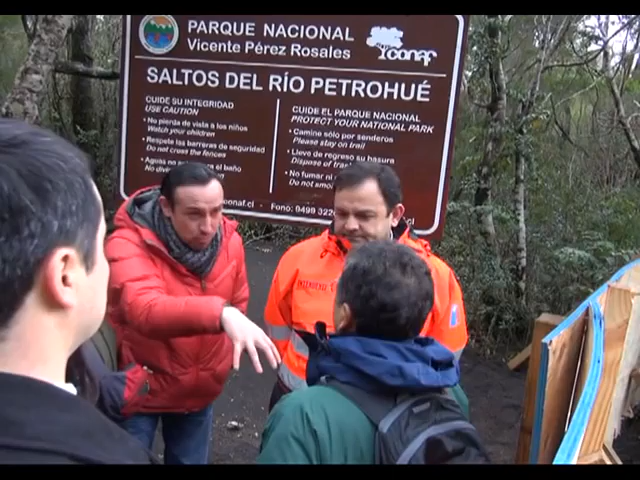 PARQUE NACIONAL
Vicente Pérez Rosales
conaf
SALTOS DEL RÍO PETROHUÉ
CUIDE SU INTEGRIDAD
USE CAUTION
• No pierda de vista a los niños
Watch your children
• Respete las barreras de seguridad
Do not cross the fences
• Aguas no
No
CUIDE EL PARQUE NACIONAL
PROTECT YOUR NATIONAL PARK
• Camine sólo por senderos
Please stay on trail
• Lleve de regreso su basura
Dispose of
• No fumar
Do not
Fono: